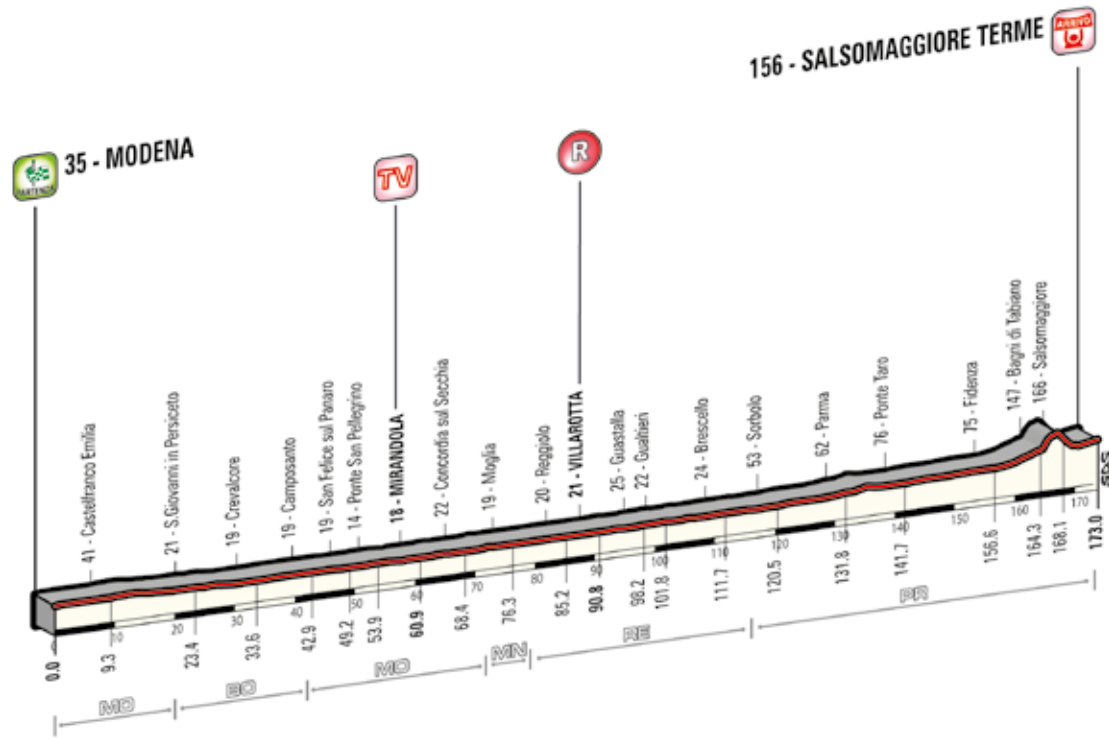 156 - SALSOMAGGIORE TERME
ARRIVO
35 - MODENA
PARTENZA
TV
R
41 - Castelfranco Emilia
21 - S.Giovanni in Persiceto
19 - Crevalcore
19 - Camposanto
19 - San Felice sul Panaro
14 - Ponte San Pellegrino
18 - MIRANDOLA
22 - Concordia sul Secchia
19 - Moglia
20 - Reggiolo
21 - VILLAROTTA
25 - Guastalla
22 - Gualtieri
24 - Brescello
53 - Sorbolo
62 - Parma
76 - Ponte Taro
75 - Fidenza
147 - Bagni di Tabiano
166 - Salsomaggiore
SDS
0 10 20 30 40 50 60 70 80 90 100 110 120 130 140 150 160 170
0.0 9.3 23.4 33.6 42.9 49.2 53.9 60.9 68.4 76.3 85.2 90.8 98.2 101.8 111.7 120.5 131.8 141.7 156.6 164.3 168.1 173.0
MO BO MO MN RE PR